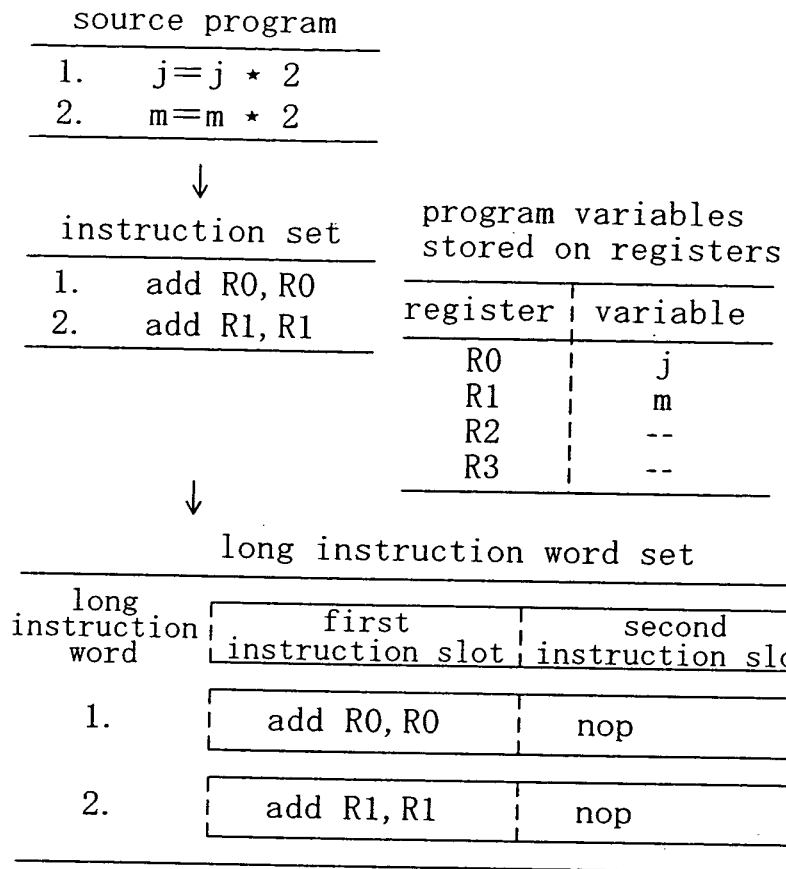 source program
1. j=j * 2
2. m=m * 2
↓
instruction set
1. add R0, R0
2. add R1, R1
program variables
stored on registers
register variable
R0 j
R1 m
R2 --
R3 --
↓
long instruction word set
long
instruction
word
first
instruction slot
second
instruction slo
1. add R0, R0 nop
2. add R1, R1 nop